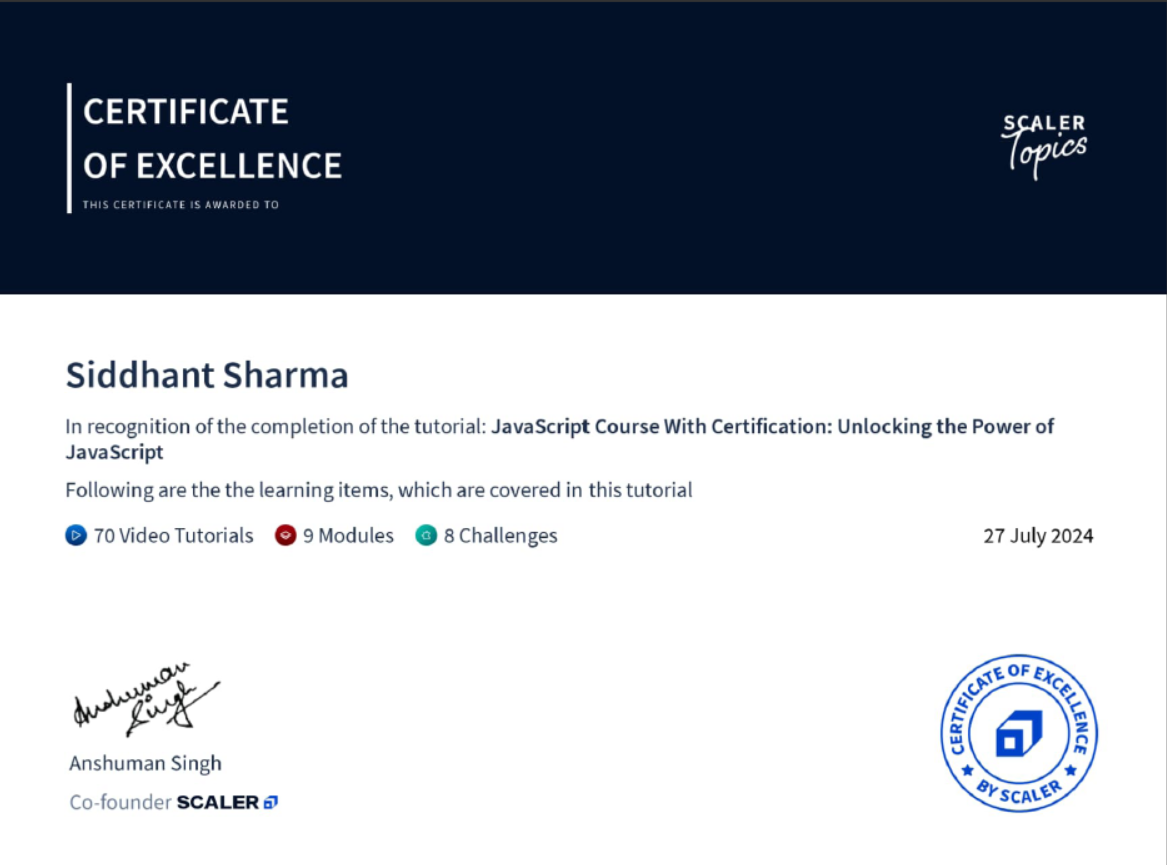 CERTIFICATE
OF EXCELLENCE
THIS CERTIFICATE IS AWARDED TO
SCALER
Topics
Siddhant Sharma
In recognition of the completion of the tutorial: JavaScript Course With Certification: Unlocking the Power of
JavaScript
Following are the the learning items, which are covered in this tutorial
70 Video Tutorials 9 Modules 8 Challenges
27 July 2024
Anshuman
Singh
Anshuman Singh
Co-founder SCALER
CERTIFICATE OF EXCELLENCE
BY SCALER